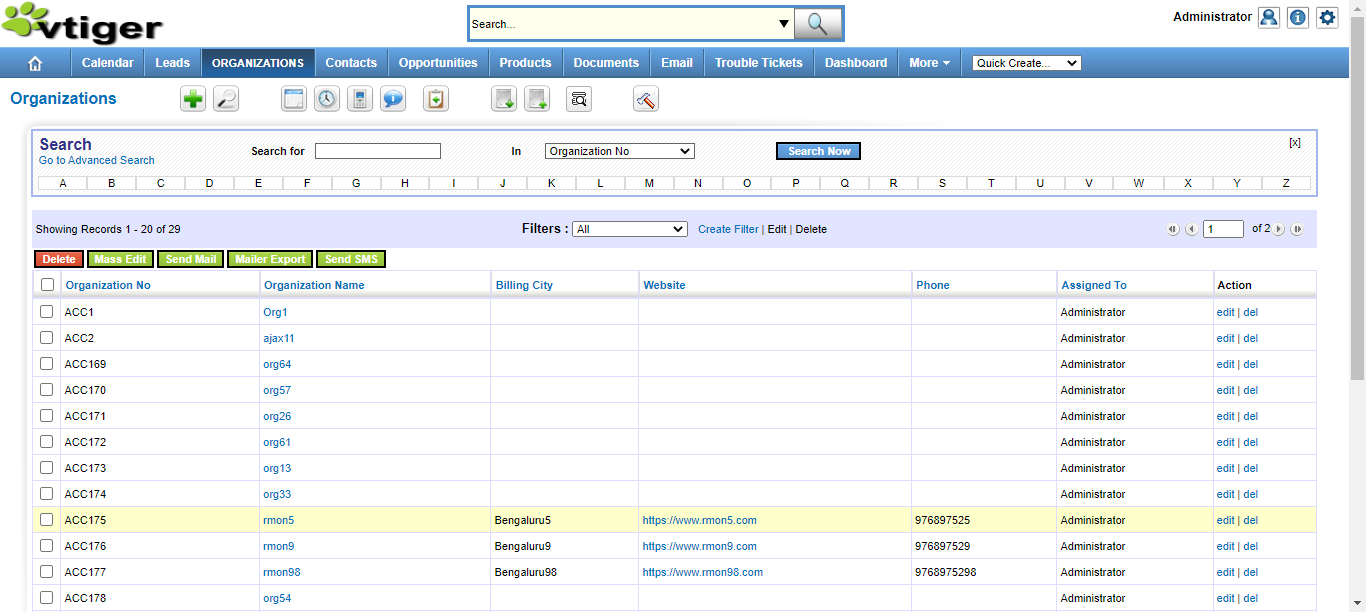 vtiger
Search...
Administrator
Calendar Leads ORGANIZATIONS Contacts Opportunities Products Documents Email Trouble Tickets Dashboard More Quick Create...
Organizations
Search
Go to Advanced Search
Search for In Organization No Search Now [x]
A B C D E F G H I J K L M N O P Q R S T U V W X Y Z
Showing Records 1 - 20 of 29 Filters : All Create Filter | Edit | Delete 1 of 2
Delete Mass Edit Send Mail Mailer Export Send SMS
Organization No Organization Name Billing City Website Phone Assigned To Action
ACC1 Org1 Administrator edit | del
ACC2 ajax11 Administrator edit | del
ACC169 org64 Administrator edit | del
ACC170 org57 Administrator edit | del
ACC171 org26 Administrator edit | del
ACC172 org61 Administrator edit | del
ACC173 org13 Administrator edit | del
ACC174 org33 Administrator edit | del
ACC175 rmon5 Bengaluru5 https://www.rmon5.com 976897525 Administrator edit | del
ACC176 rmon9 Bengaluru9 https://www.rmon9.com 976897529 Administrator edit | del
ACC177 rmon98 Bengaluru98 https://www.rmon98.com 9768975298 Administrator edit | del
ACC178 org54 Administrator edit | del